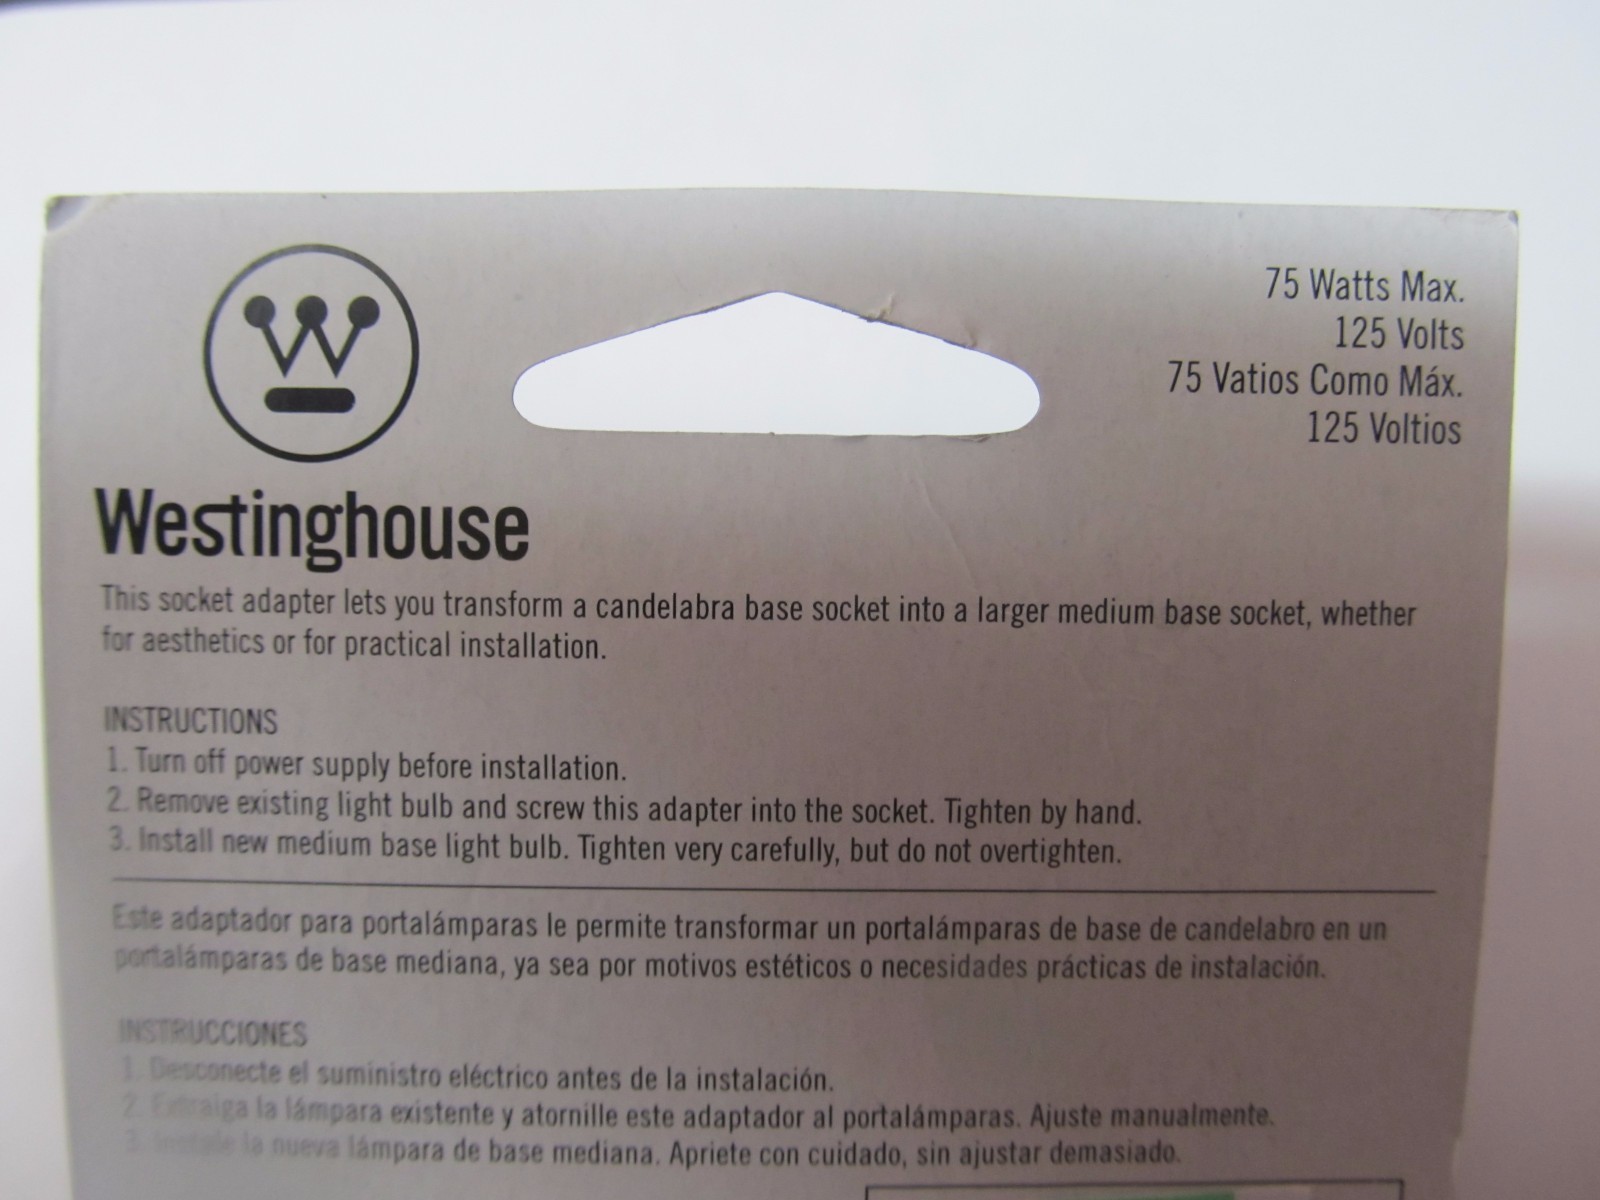 75 Watts Max.
125 Volts
75 Vatios Como Máx.
125 Voltios
W
Westinghouse
This socket adapter lets you transform a candelabra base socket into a larger medium base socket, whether
for aesthetics or for practical installation.
INSTRUCTIONS
1. Turn off power supply before installation.
2. Remove existing light bulb and screw this adapter into the socket. Tighten by hand.
3. Install new medium base light bulb. Tighten very carefully, but do not overtighten.
Este adaptador para portalámparas le permite transformar un portalámparas de base de candelabro en un
portalámparas de base mediana, ya sea por motivos estéticos o necesidades prácticas de instalación.
INSTRUCCIONES
1. Desconecte el suministro eléctrico antes de la instalación.
2. Extraiga la lámpara existente y atornille este adaptador al portalámparas. Ajuste manualmente.
3. Instale la nueva lámpara de base mediana. Apriete con cuidado, sin ajustar demasiado.